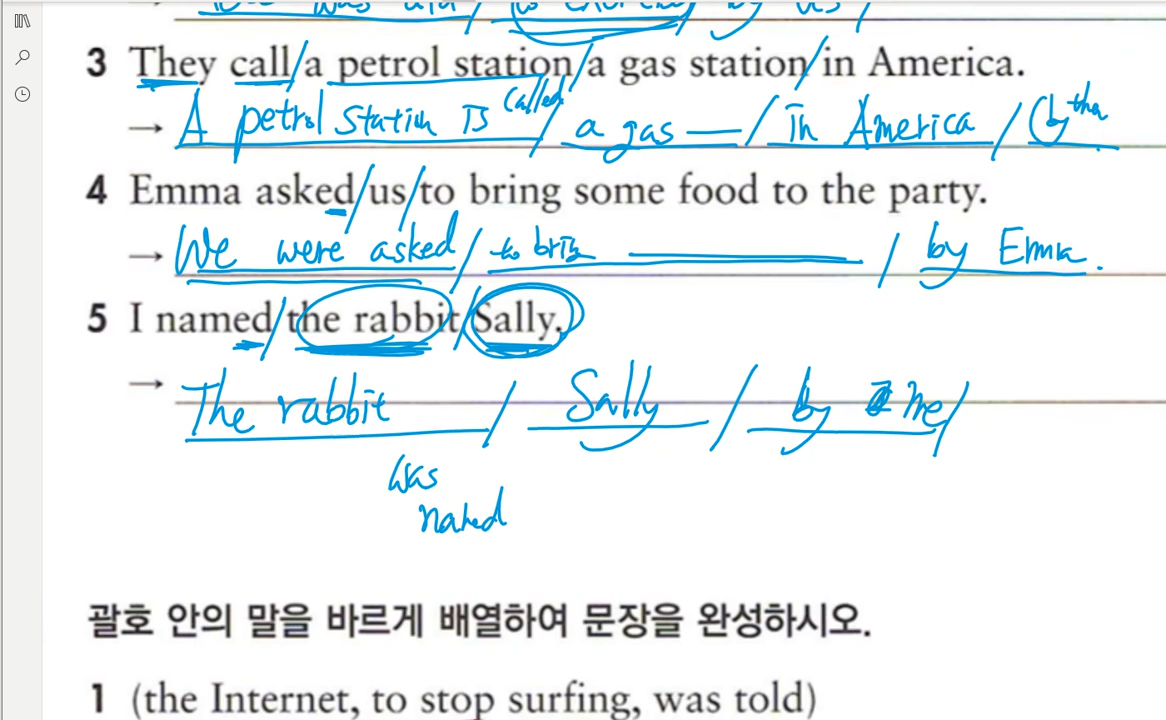 3 They call/a petrol station/a gas station/in America.
→ A petrol station is called/ a gas —/ in America / (by them
4 Emma asked/us/to bring some food to the party.
→ We were asked/ to bring ——— / by Emma.
5 I named/the rabbit/Sally.
→ The rabbit / Sally / by me/
was
named
괄호 안의 말을 바르게 배열하여 문장을 완성하시오.
1 (the Internet, to stop surfing, was told)